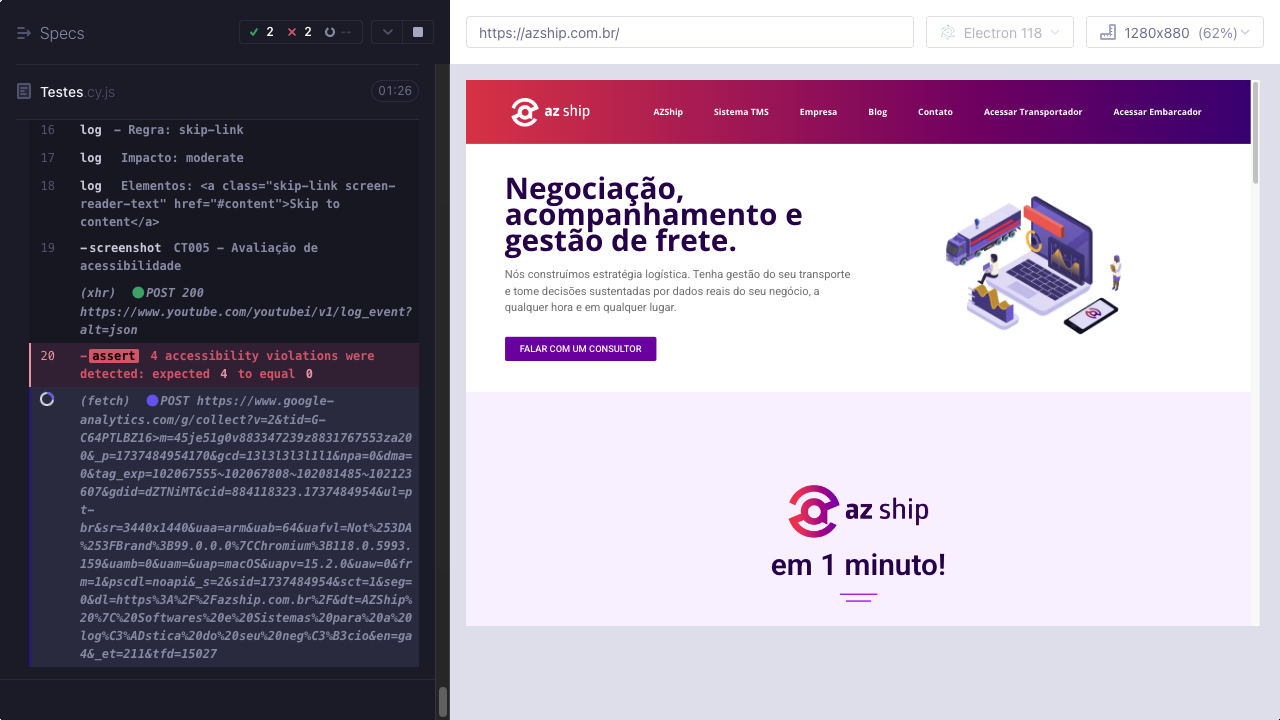 Specs
2
2
--
Testes.cy.js
01:26
16 log – Regra: skip-link
17 log Impacto: moderate
18 log Elementos: <a class="skip-link screen-
reader-text" href="#content">Skip to
content</a>
19 -screenshot CT005 - Avaliação de
acessibilidade
(xhr) POST 200
https://www.youtube.com/youtubei/v1/log_event?
alt=json
20 -assert 4 accessibility violations were
detected: expected 4 to equal 0
(fetch) POST https://www.google-
analytics.com/g/collect?v=2&tid=G-
C64PTLBZ16>m=45je51g0v883347239z8831767553za20
0&_p=1737484954170&gcd=13l3l3l3l1l1&npa=0&dma=
0&tag_exp=102067555~102067808~102081485~102123
607&gdid=dZTNiMT&cid=884118323.1737484954&ul=p
t-
br&sr=3440x1440&uaa=arm&uab=64&uafvl=Not%253DA
%253FBrand%3B99.0.0.0%7CChromium%3B118.0.5993.
159&uamb=0&uam=&uap=macOS&uapv=15.2.0&uaw=0&fr
m=1&pscdl=noapi&_s=2&sid=1737484954&sct=1&seg=
0&dl=https%3A%2F%2Fazship.com.br%2F&dt=AZShip%
20%7C%20Softwares%20e%20Sistemas%20para%20a%20
log%C3%ADstica%20do%20seu%20neg%C3%B3cio&en=ga
4&_et=211&tfd=15027
https://azship.com.br/
Electron 118
1280x880 (62%)
az ship
AZShip
Sistema TMS
Empresa
Blog
Contato
Acessar Transportador
Acessar Embarcador
Negociação,
acompanhamento e
gestão de frete.
Nós construímos estratégia logística. Tenha gestão do seu transporte
e tome decisões sustentadas por dados reais do seu negócio, a
qualquer hora e em qualquer lugar.
FALAR COM UM CONSULTOR
az ship
em 1 minuto!